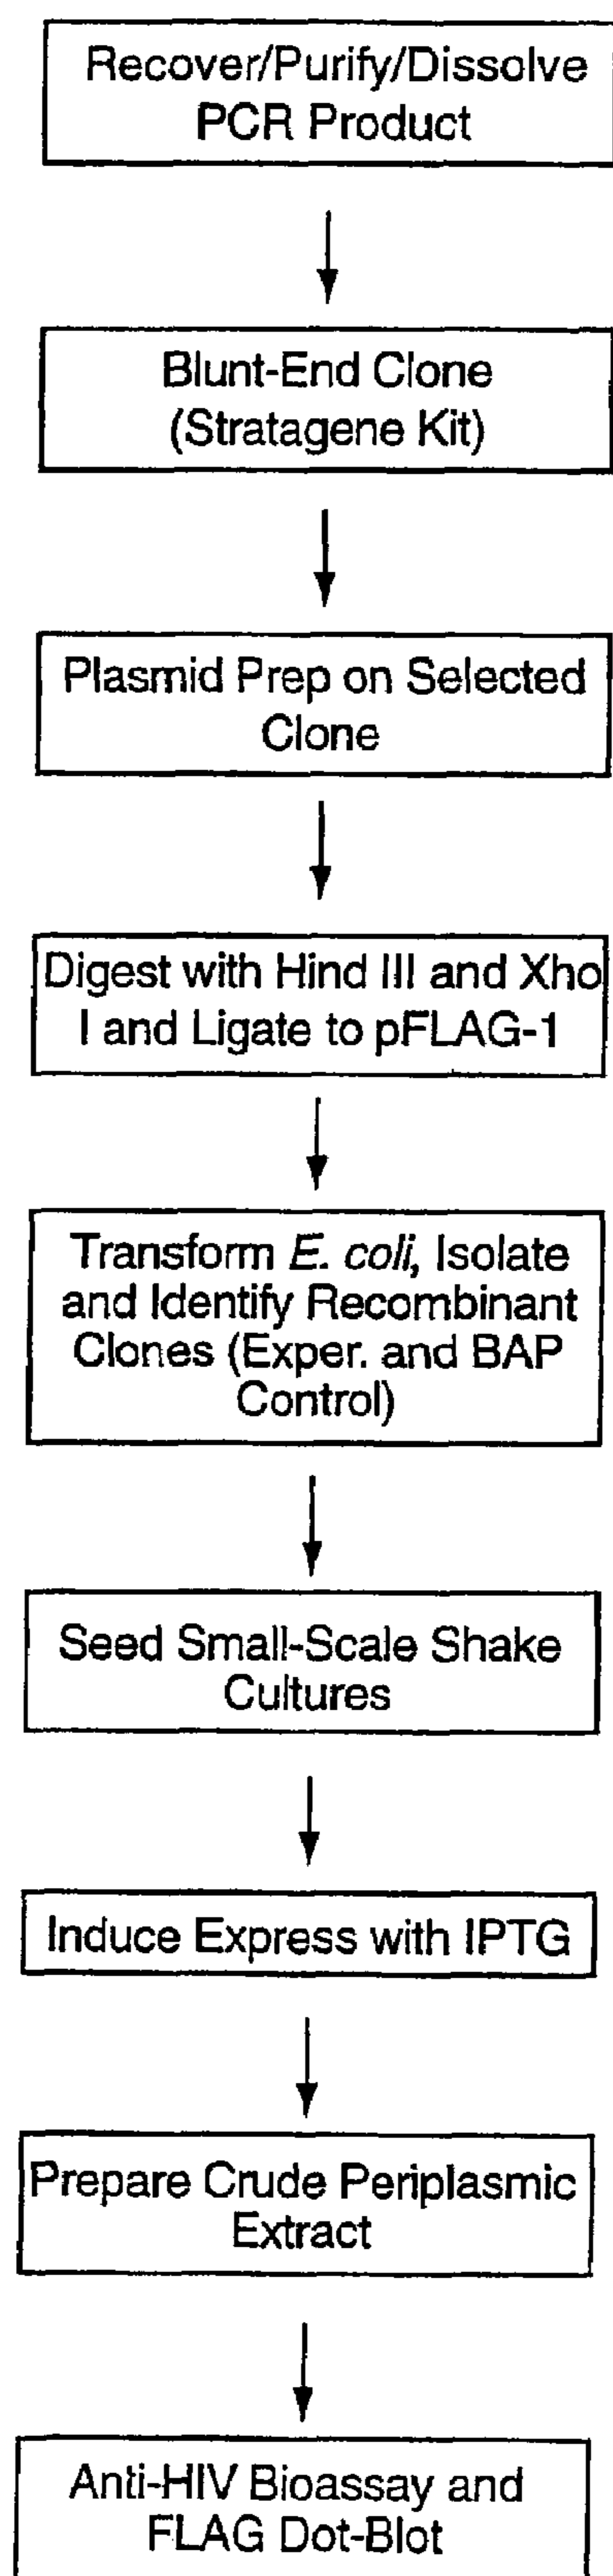 Recover/Purify/Dissolve
PCR Product
Blunt-End Clone
(Stratagene Kit)
Plasmid Prep on Selected
Clone
Digest with Hind III and Xho
I and Ligate to pFLAG-1
Transform E. coli, Isolate
and Identify Recombinant
Clones (Exper. and BAP
Control)
Seed Small-Scale Shake
Cultures
Induce Express with IPTG
Prepare Crude Periplasmic
Extract
Anti-HIV Bioassay and
FLAG Dot-Blot